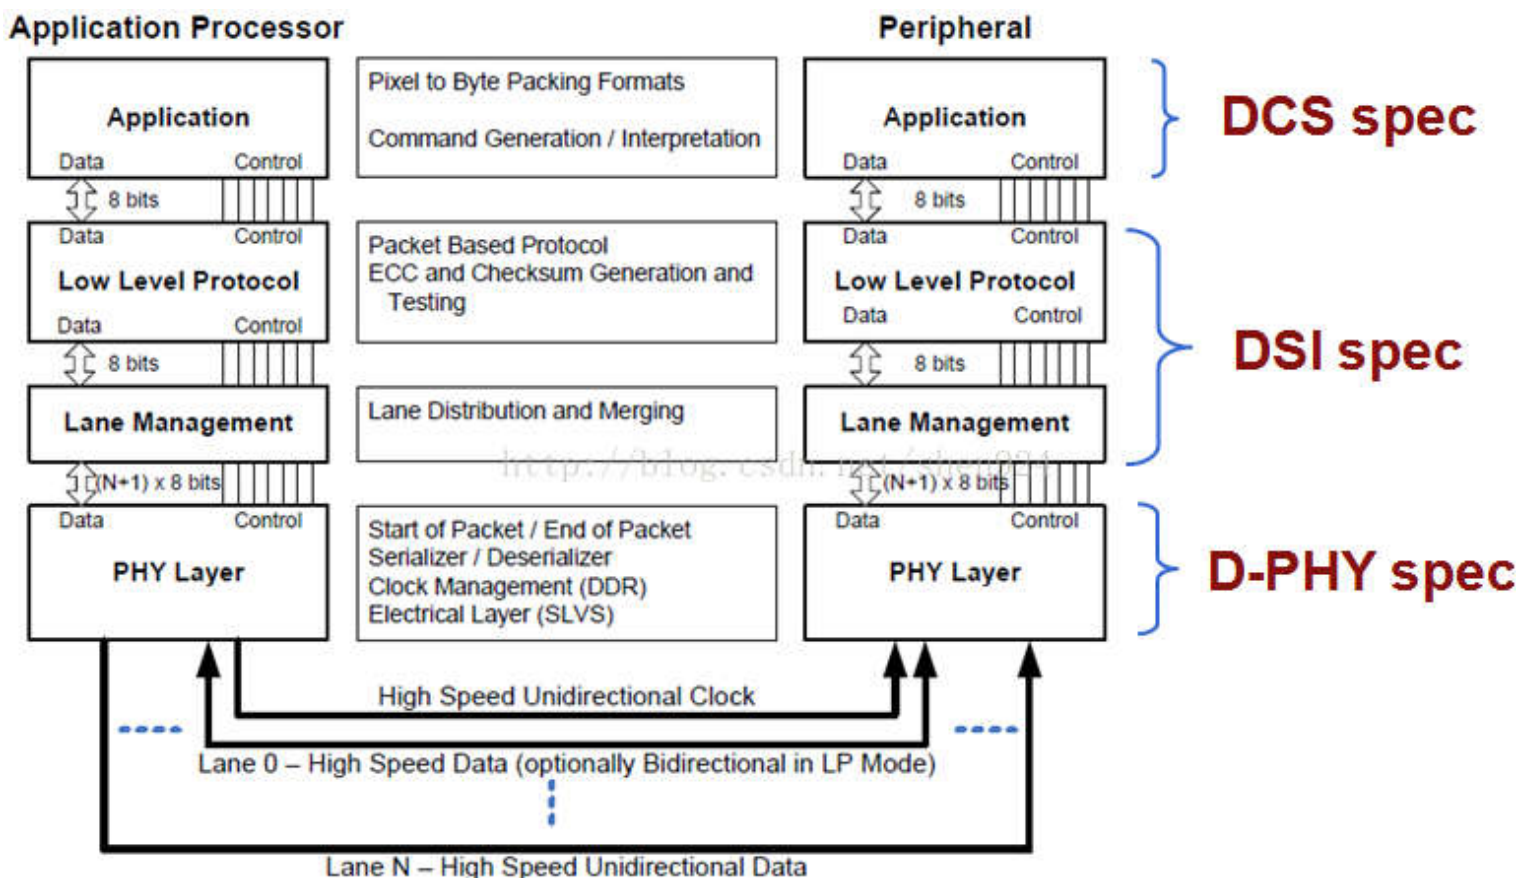 Application Processor
Peripheral
Application
Data
Control
Pixel to Byte Packing Formats
Command Generation / Interpretation
Application
Data
Control
DCS spec
8 bits
8 bits
Data
Control
Low Level Protocol
Data
Control
Packet Based Protocol
ECC and Checksum Generation and
Testing
Data
Control
Low Level Protocol
Data
Control
DSI spec
8 bits
8 bits
Lane Management
Lane Distribution and Merging
Lane Management
http://blog.csdn.net/shen021
(N+1) x 8 bits
(N+1) x 8 bits
Data
Control
PHY Layer
Start of Packet / End of Packet
Serializer / Deserializer
Clock Management (DDR)
Electrical Layer (SLVS)
Data
Control
PHY Layer
D-PHY spec
High Speed Unidirectional Clock
Lane 0 – High Speed Data (optionally Bidirectional in LP Mode)
Lane N – High Speed Unidirectional Data